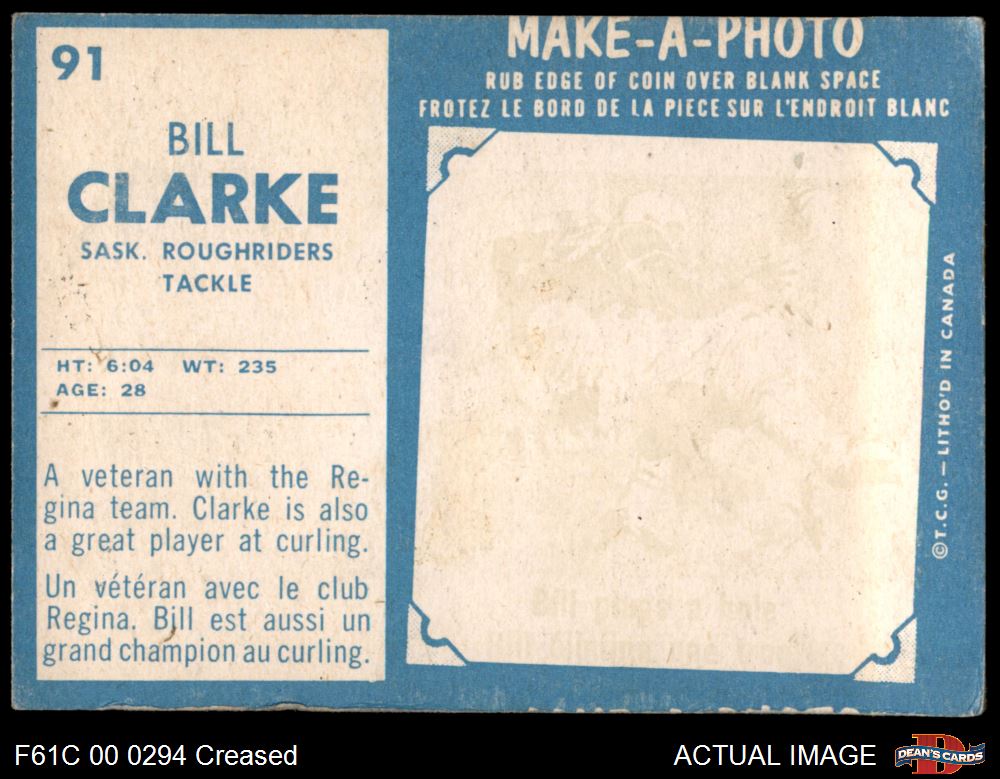 91
BILL
CLARKE
SASK. ROUGHRIDERS
TACKLE
HT: 6:04 WT: 235
AGE: 28
A veteran with the Re-
gina team. Clarke is also
a great player at curling.
Un vétéran avec le club
Regina. Bill est aussi un
grand champion au curling.
MAKE-A-PHOTO
RUB EDGE OF COIN OVER BLANK SPACE
FROTEZ LE BORD DE LA PIECE SUR L'ENDROIT BLANC
©T.C.G. — LITHO'D IN CANADA
F61C 00 0294 Creased
ACTUAL IMAGE
DEAN'S CARDS